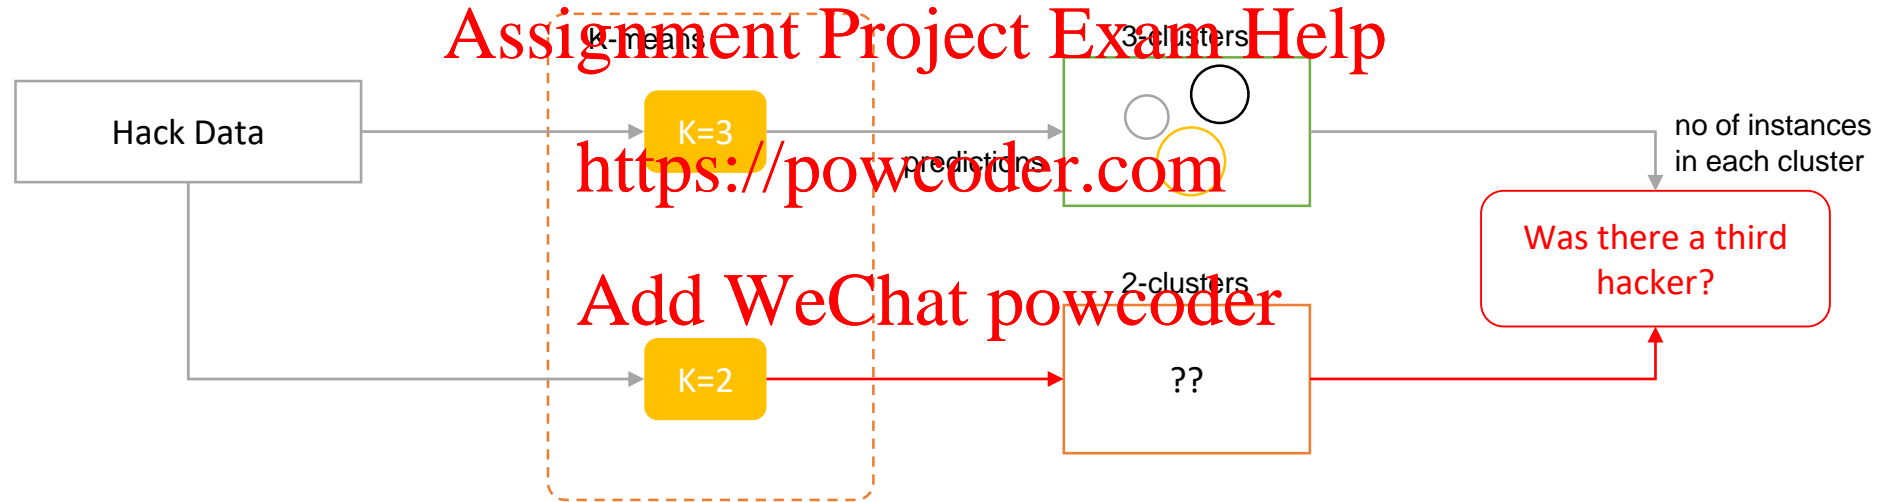 Assignment Project Exam Help
K-means
3-clusters
Hack Data
K=3
no of instances
in each cluster
predictions
https://powcoder.com
Was there a third
hacker?
2-clusters
Add WeChat powcoder
K=2
??